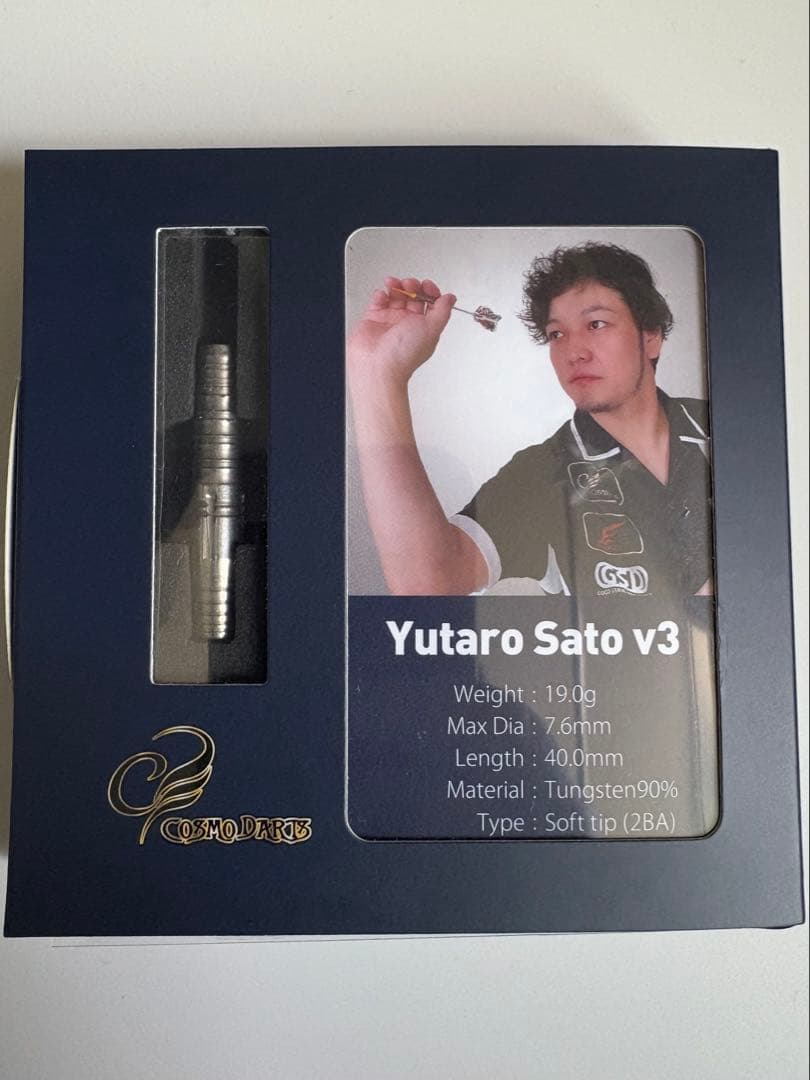 GSD
Yutaro Sato v3
Weight : 19.0g
Max Dia : 7.6mm
Length : 40.0mm
Material : Tungsten90%
Type : Soft tip (2BA)
COSMO DARTS